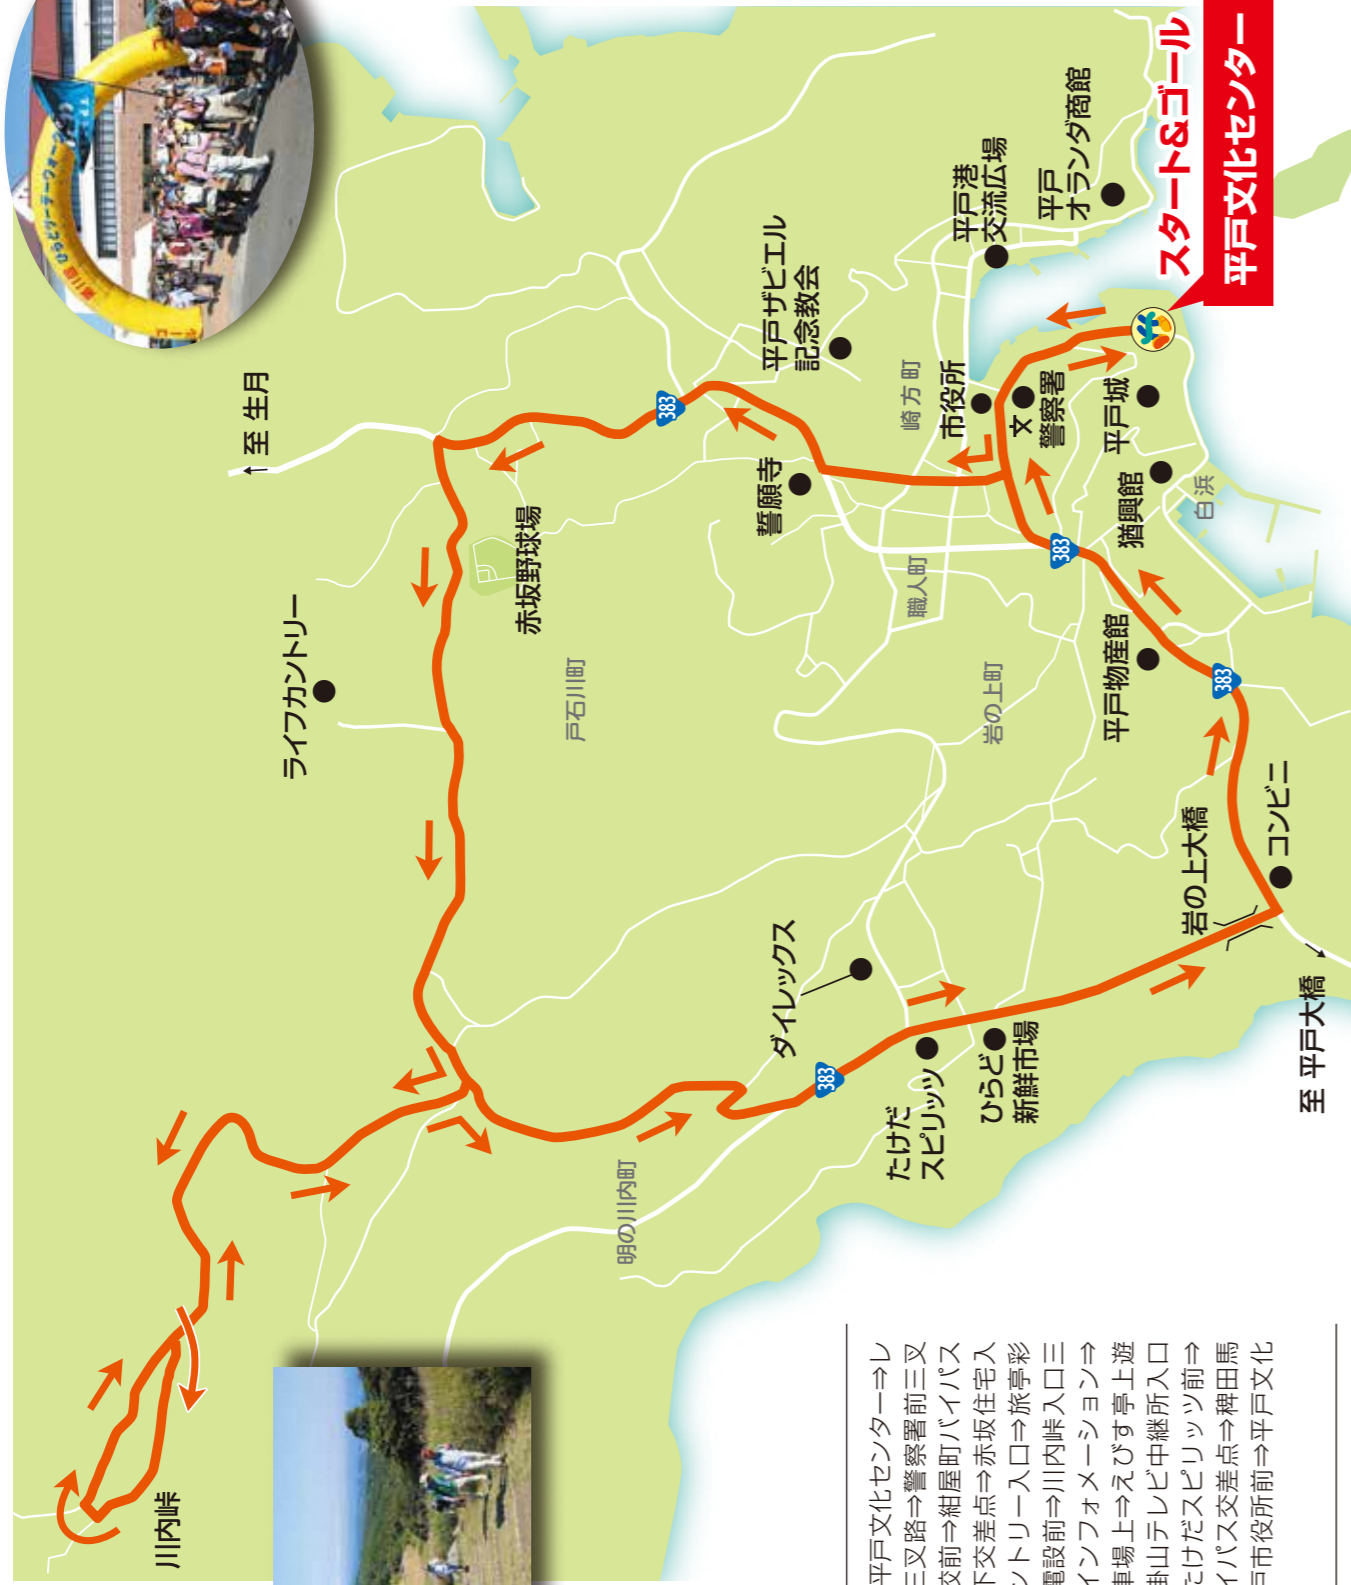 スタート&ゴール
平戸文化センター
至 生月
ライフカントリー
赤坂野球場
戸石川町
383
誓願寺
平戸ザビエル
記念教会
崎方町
平戸港
交流広場
平戸
オランダ商館
市役所
文
警察署
平戸城
猶興館
白浜
職人町
383
岩の上町
平戸物産館
383
岩の上大橋
コンビニ
至 平戸大橋
ダイレックス
383
たけだ
スピリッツ
ひらど
新鮮市場
明の川内町
川内峠
平戸文化センター⇒レ
三叉路⇒警察署前三叉
交前⇒紺屋町バイパス
下交差点⇒赤坂住宅入
ントリー入口⇒旅亭彩
電設前⇒川内峠入口三
インフォメーション⇒
車場上⇒えびす亭上遊
卦山テレビ中継所入口
たけだスピリッツ前⇒
イパス交差点⇒稗田馬
戸市役所前⇒平戸文化